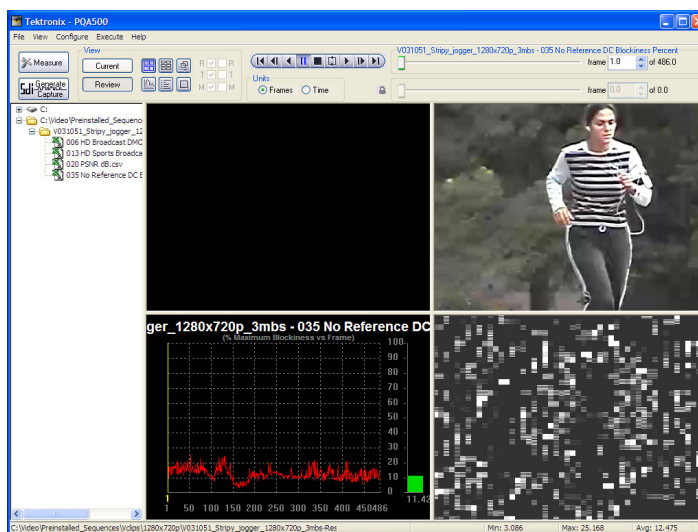 Tektronix - PQA500
File View Configure Execute Help
Measure
Generate
Capture
View
Current
Review
R R
T T
M M
Units
Frames Time
V031051_Stripy_jogger_1280x720p_3mbs - 035 No Reference DC Blockiness Percent
frame 1.0 of 486.0
frame 0.0 of 0.0
C:
C:\Video\Preinstalled_Sequence
V031051_Stripy_jogger_12
006 HD Broadcast DMO
013 HD Sports Broadca
020 PSNR dB.csv
035 No Reference DC B
ger_1280x720p_3mbs - 035 No Reference DC
(% Maximum Blockiness vs Frame)
100
90
80
70
60
50
40
30
20
10
0
1
1 50 100 150 200 250 300 350 400 450486
11.42
C:\Video\Preinstalled_Sequences\Vclips\1280x720p\V031051_Stripy_jogger_1280x720p_3mbs-Res
Min: 3.086 Max: 25.168 Avg: 12.475